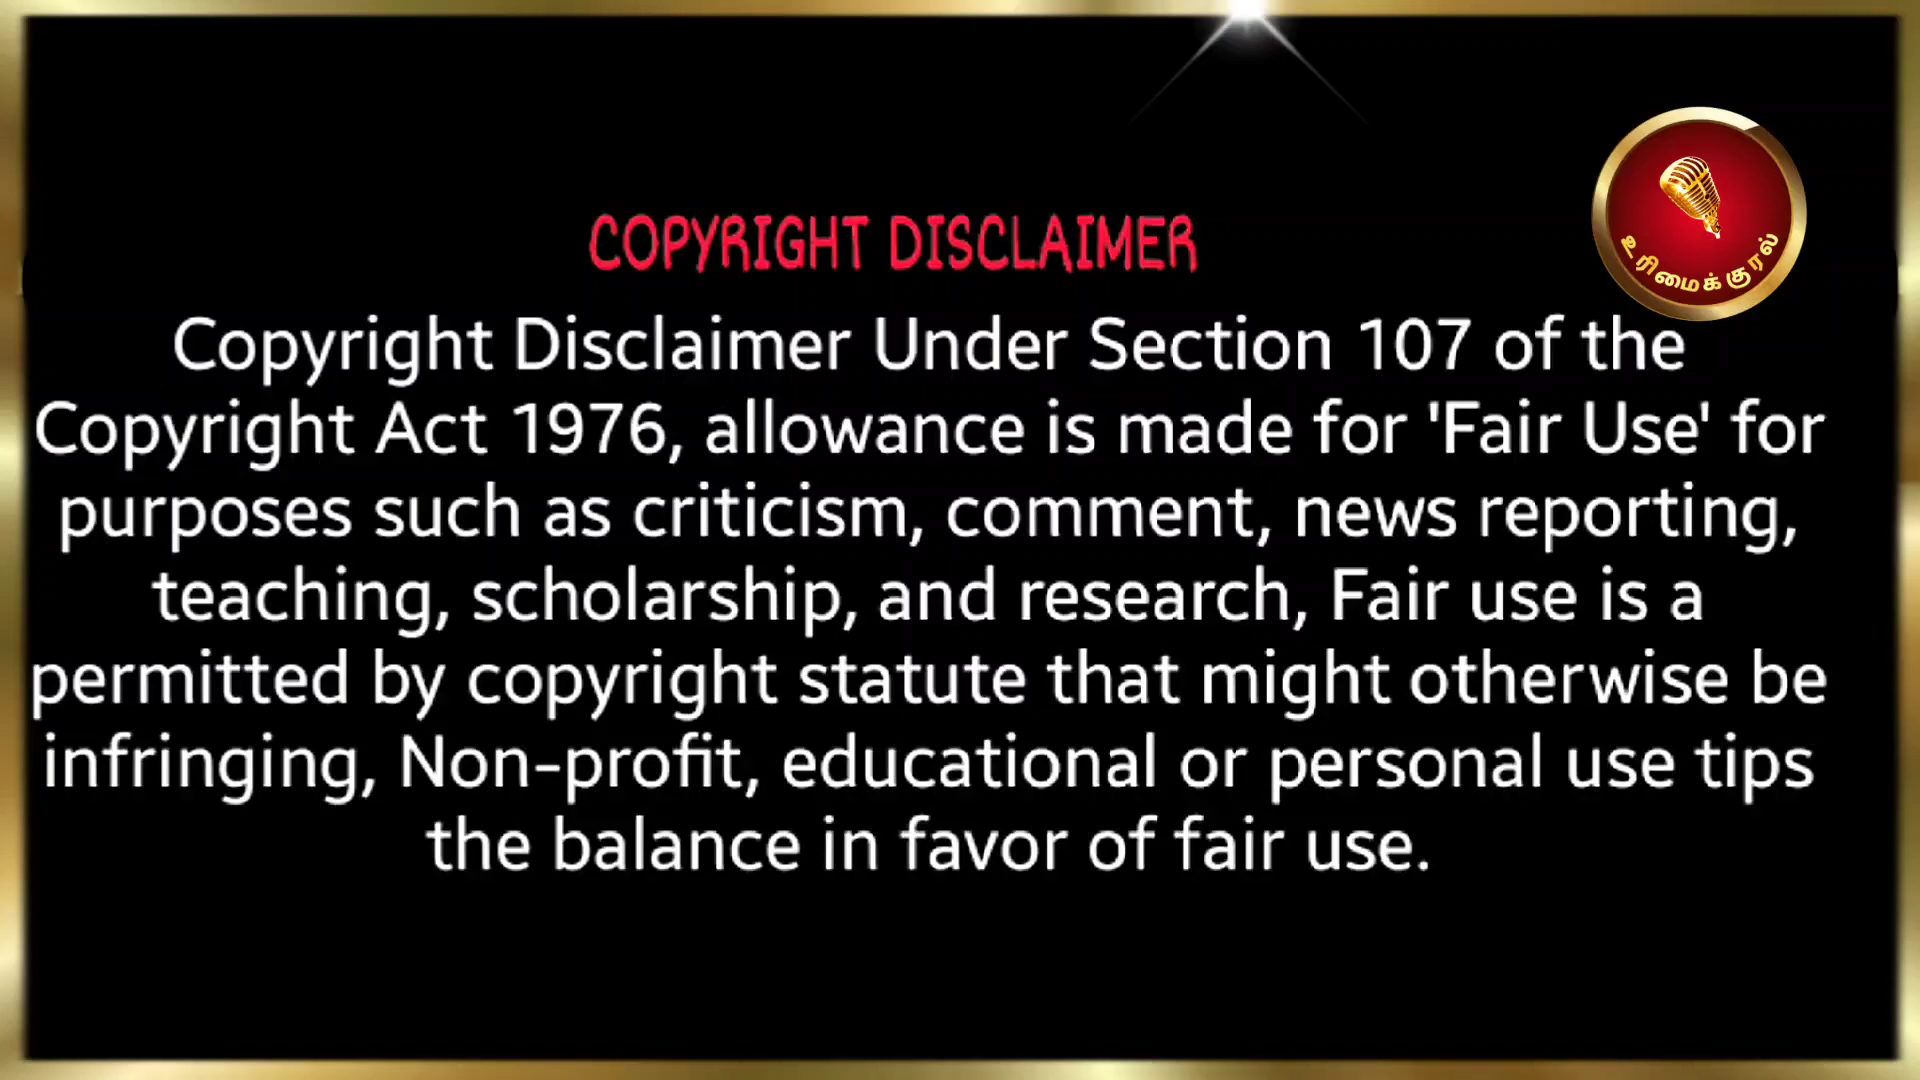 COPYRIGHT DISCLAIMER
உரிமைக்குரல்
Copyright Disclaimer Under Section 107 of the
Copyright Act 1976, allowance is made for 'Fair Use' for
purposes such as criticism, comment, news reporting,
teaching, scholarship, and research, Fair use is a
permitted by copyright statute that might otherwise be
infringing, Non-profit, educational or personal use tips
the balance in favor of fair use.